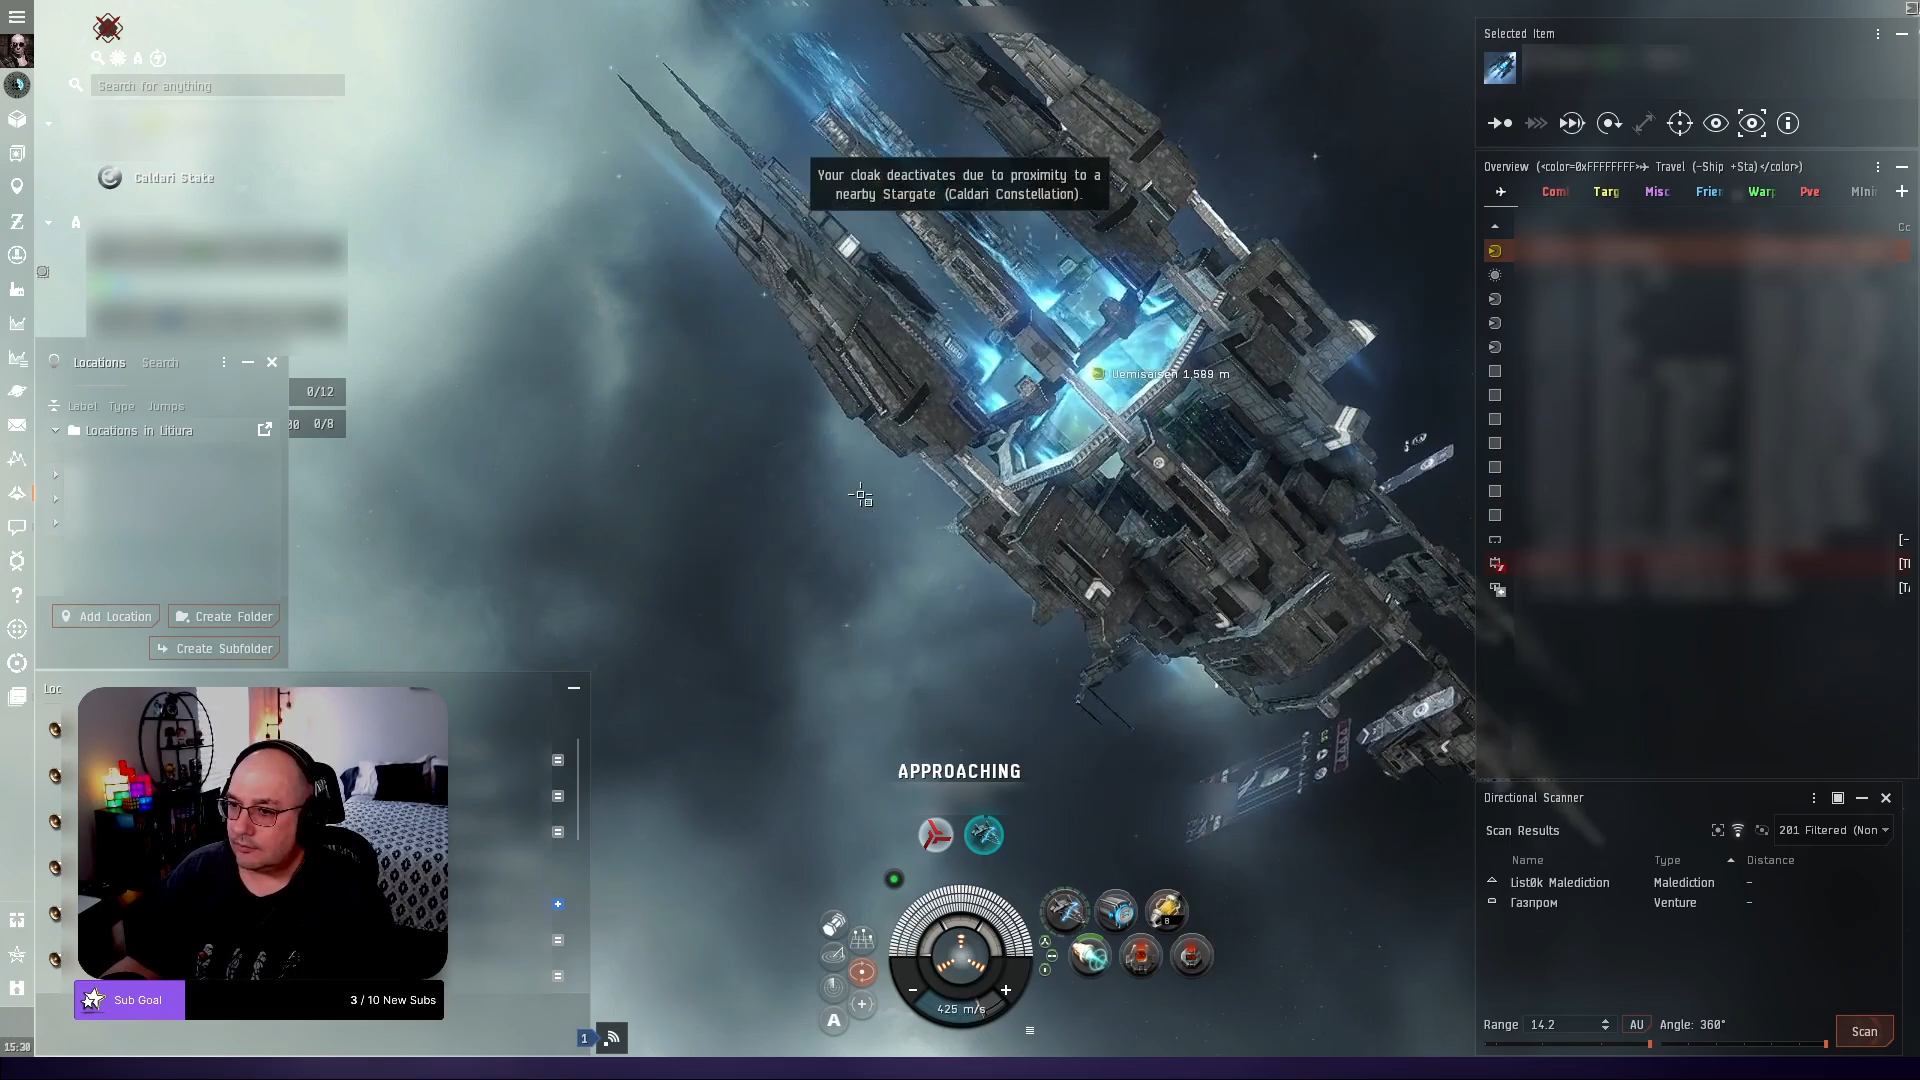 Search for anything
Caldari State
A
Locations
Search
Label
Type
Jumps
Locations in Litiura
0/12
0/8
Add Location
Create Folder
Create Subfolder
Loc
Sub Goal
3 / 10 New Subs
15:30
1
Your cloak deactivates due to proximity to a
nearby Stargate (Caldari Constellation).
Uemisaisen 1,589 m
APPROACHING
425 m/s
A
8
Selected Item
Overview (<color=0xFFFFFFFF>✈ Travel (-Ship +Sta)</color>)
Targ
Misc
Frier
Warp
Pve
Directional Scanner
Scan Results
201 Filtered (Non
Name
Type
Distance
List0k Malediction
Malediction
-
Газпром
Venture
-
Range
14.2
AU
Angle: 360°
Scan